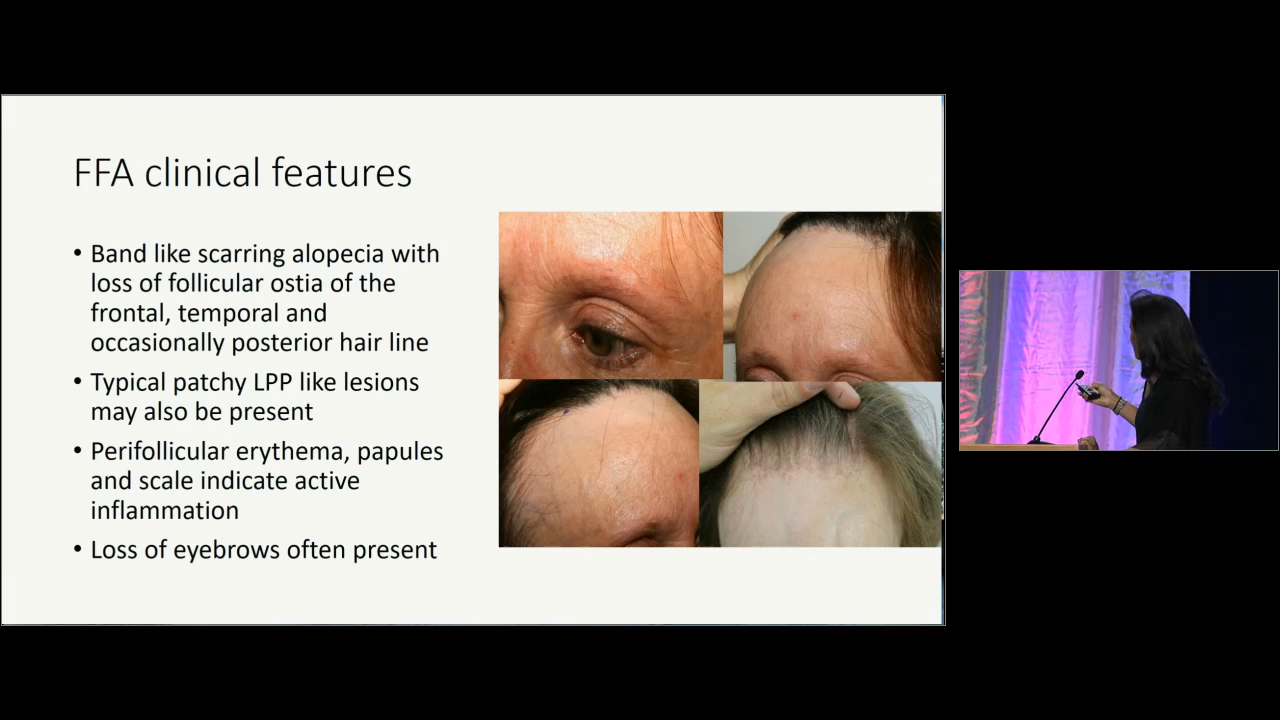 FFA clinical features
• Band like scarring alopecia with
loss of follicular ostia of the
frontal, temporal and
occasionally posterior hair line
• Typical patchy LPP like lesions
may also be present
• Perifollicular erythema, papules
and scale indicate active
inflammation
• Loss of eyebrows often present